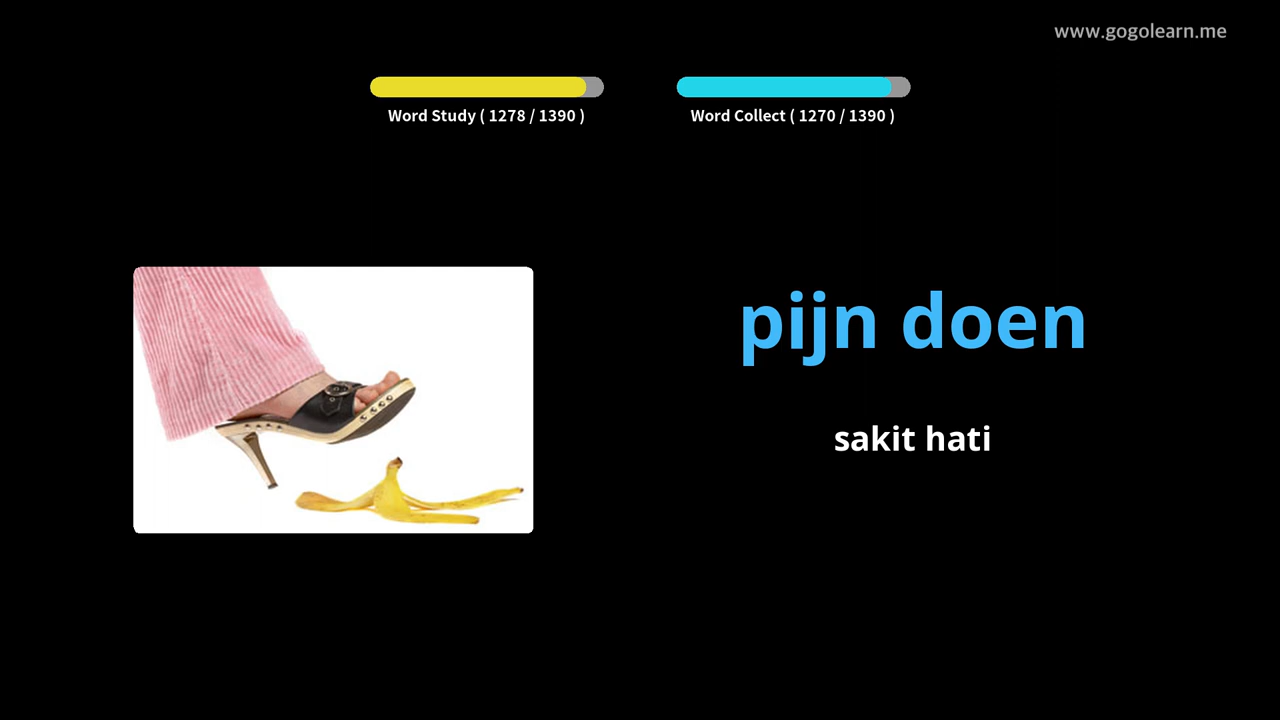 www.gogolearn.me
Word Study ( 1278 / 1390 )
Word Collect ( 1270 / 1390 )
pijn doen
sakit hati